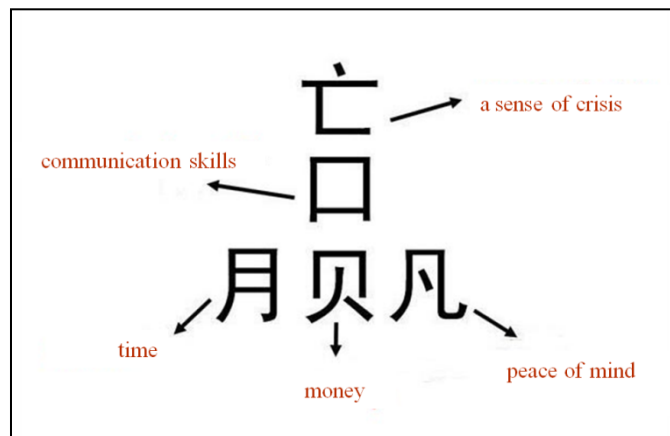 亡
a sense of crisis
communication skills
口
月 贝 凡
time
money
peace of mind